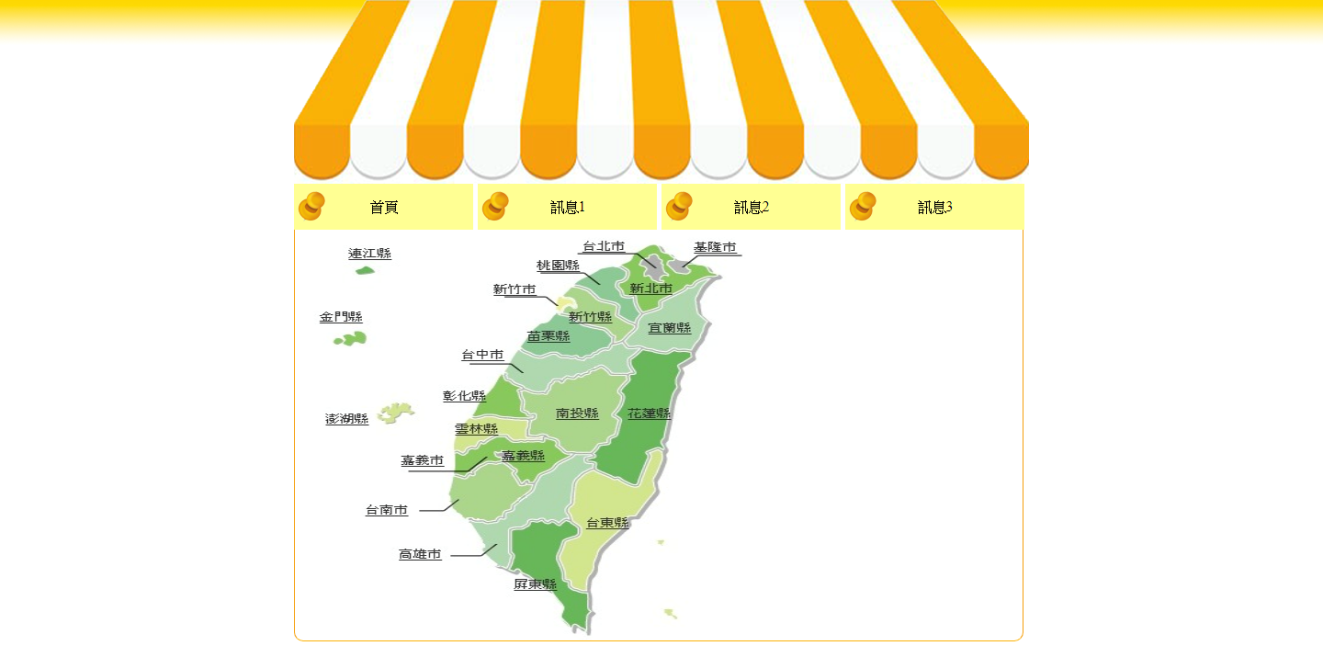 首頁
訊息1
訊息2
訊息3
台北市
基隆市
連江縣
桃園縣
新北市
新竹市
金門縣
新竹縣
宜蘭縣
苗栗縣
台中市
彰化縣
南投縣
花蓮縣
澎湖縣
雲林縣
嘉義市
嘉義縣
台南市
台東縣
高雄市
屏東縣